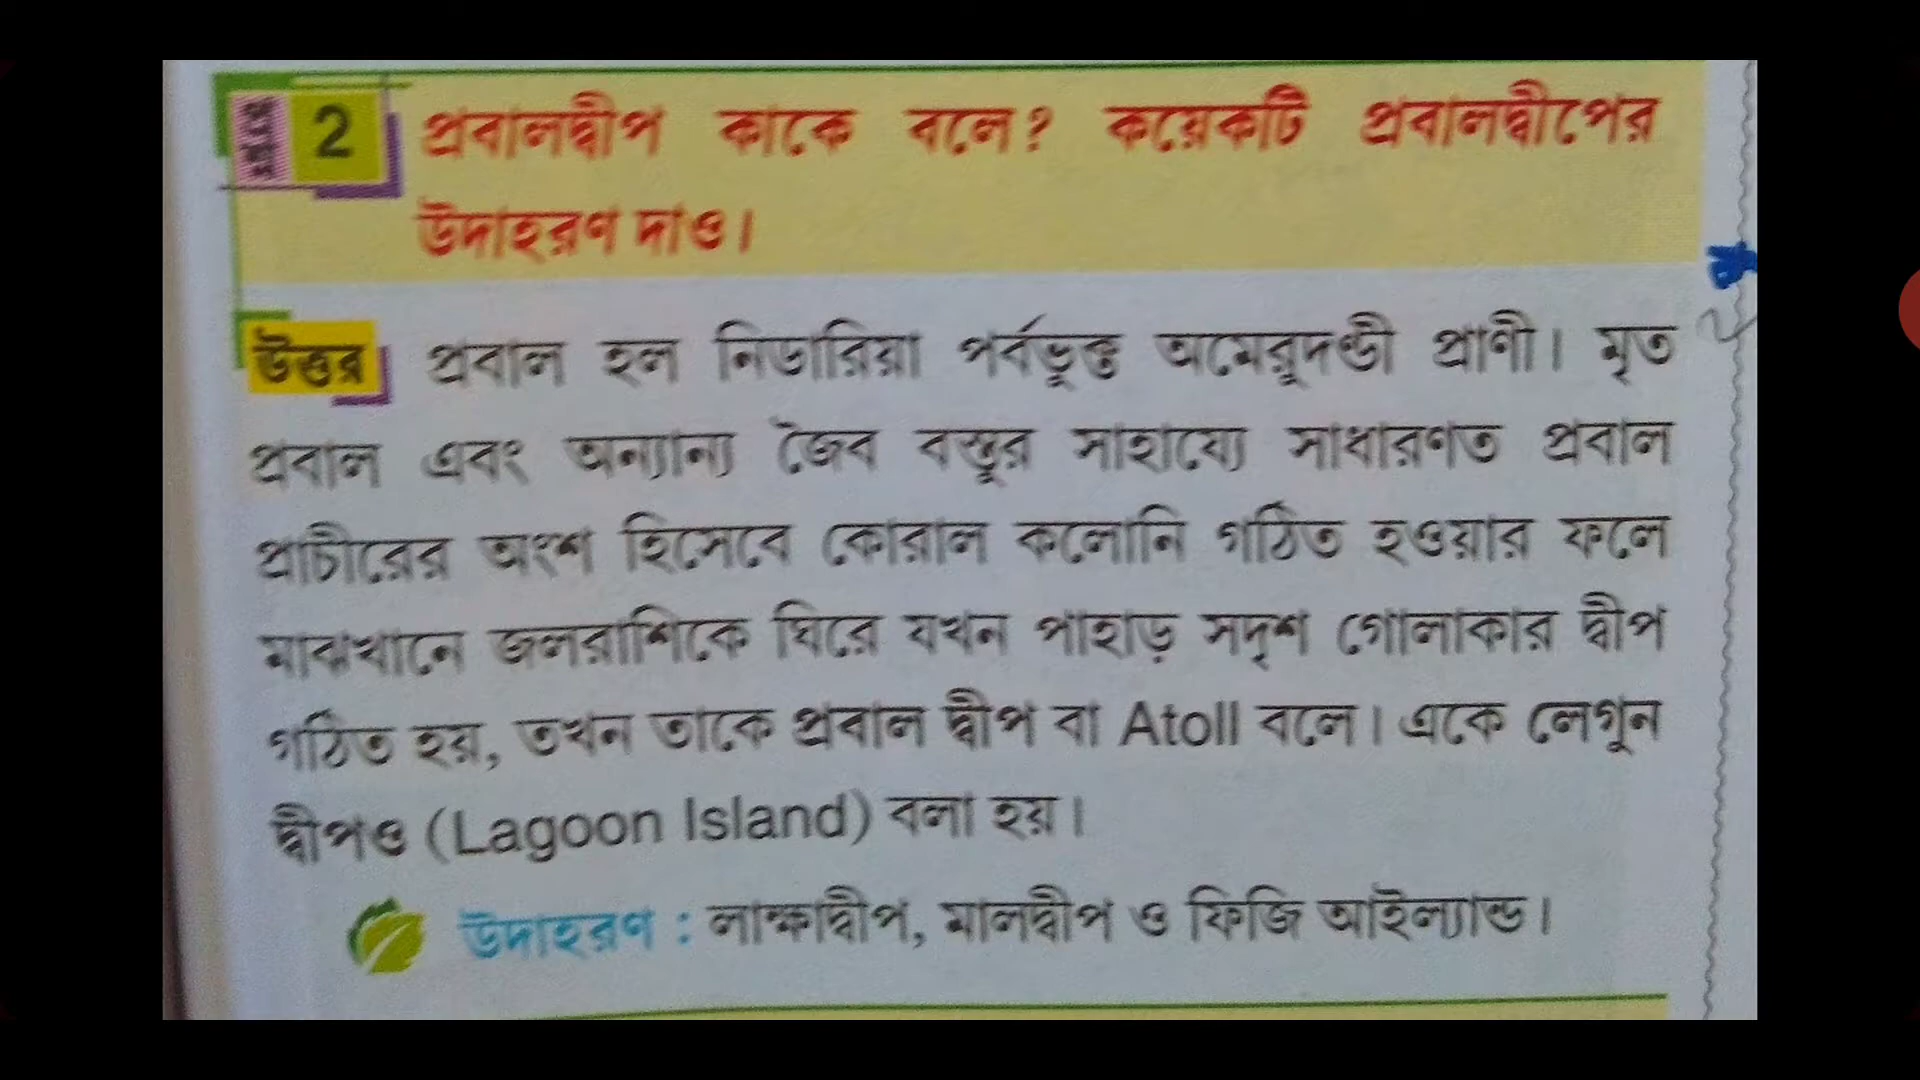 প্রশ্ন 2 প্রবালদ্বীপ কাকে বলে? কয়েকটি প্রবালদ্বীপের
উদাহরণ দাও।
উত্তর প্রবাল হল নিডারিয়া পর্বভুক্ত অমেরুদণ্ডী প্রাণী। মৃত
প্রবাল এবং অন্যান্য জৈব বস্তুর সাহায্যে সাধারণত প্রবাল
প্রাচীরের অংশ হিসেবে কোরাল কলোনি গঠিত হওয়ার ফলে
মাঝখানে জলরাশিকে ঘিরে যখন পাহাড় সদৃশ গোলাকার দ্বীপ
গঠিত হয়, তখন তাকে প্রবাল দ্বীপ বা Atoll বলে। একে লেগুন
দ্বীপও (Lagoon Island) বলা হয়।
উদাহরণ : লাক্ষাদ্বীপ, মালদ্বীপ ও ফিজি আইল্যান্ড।